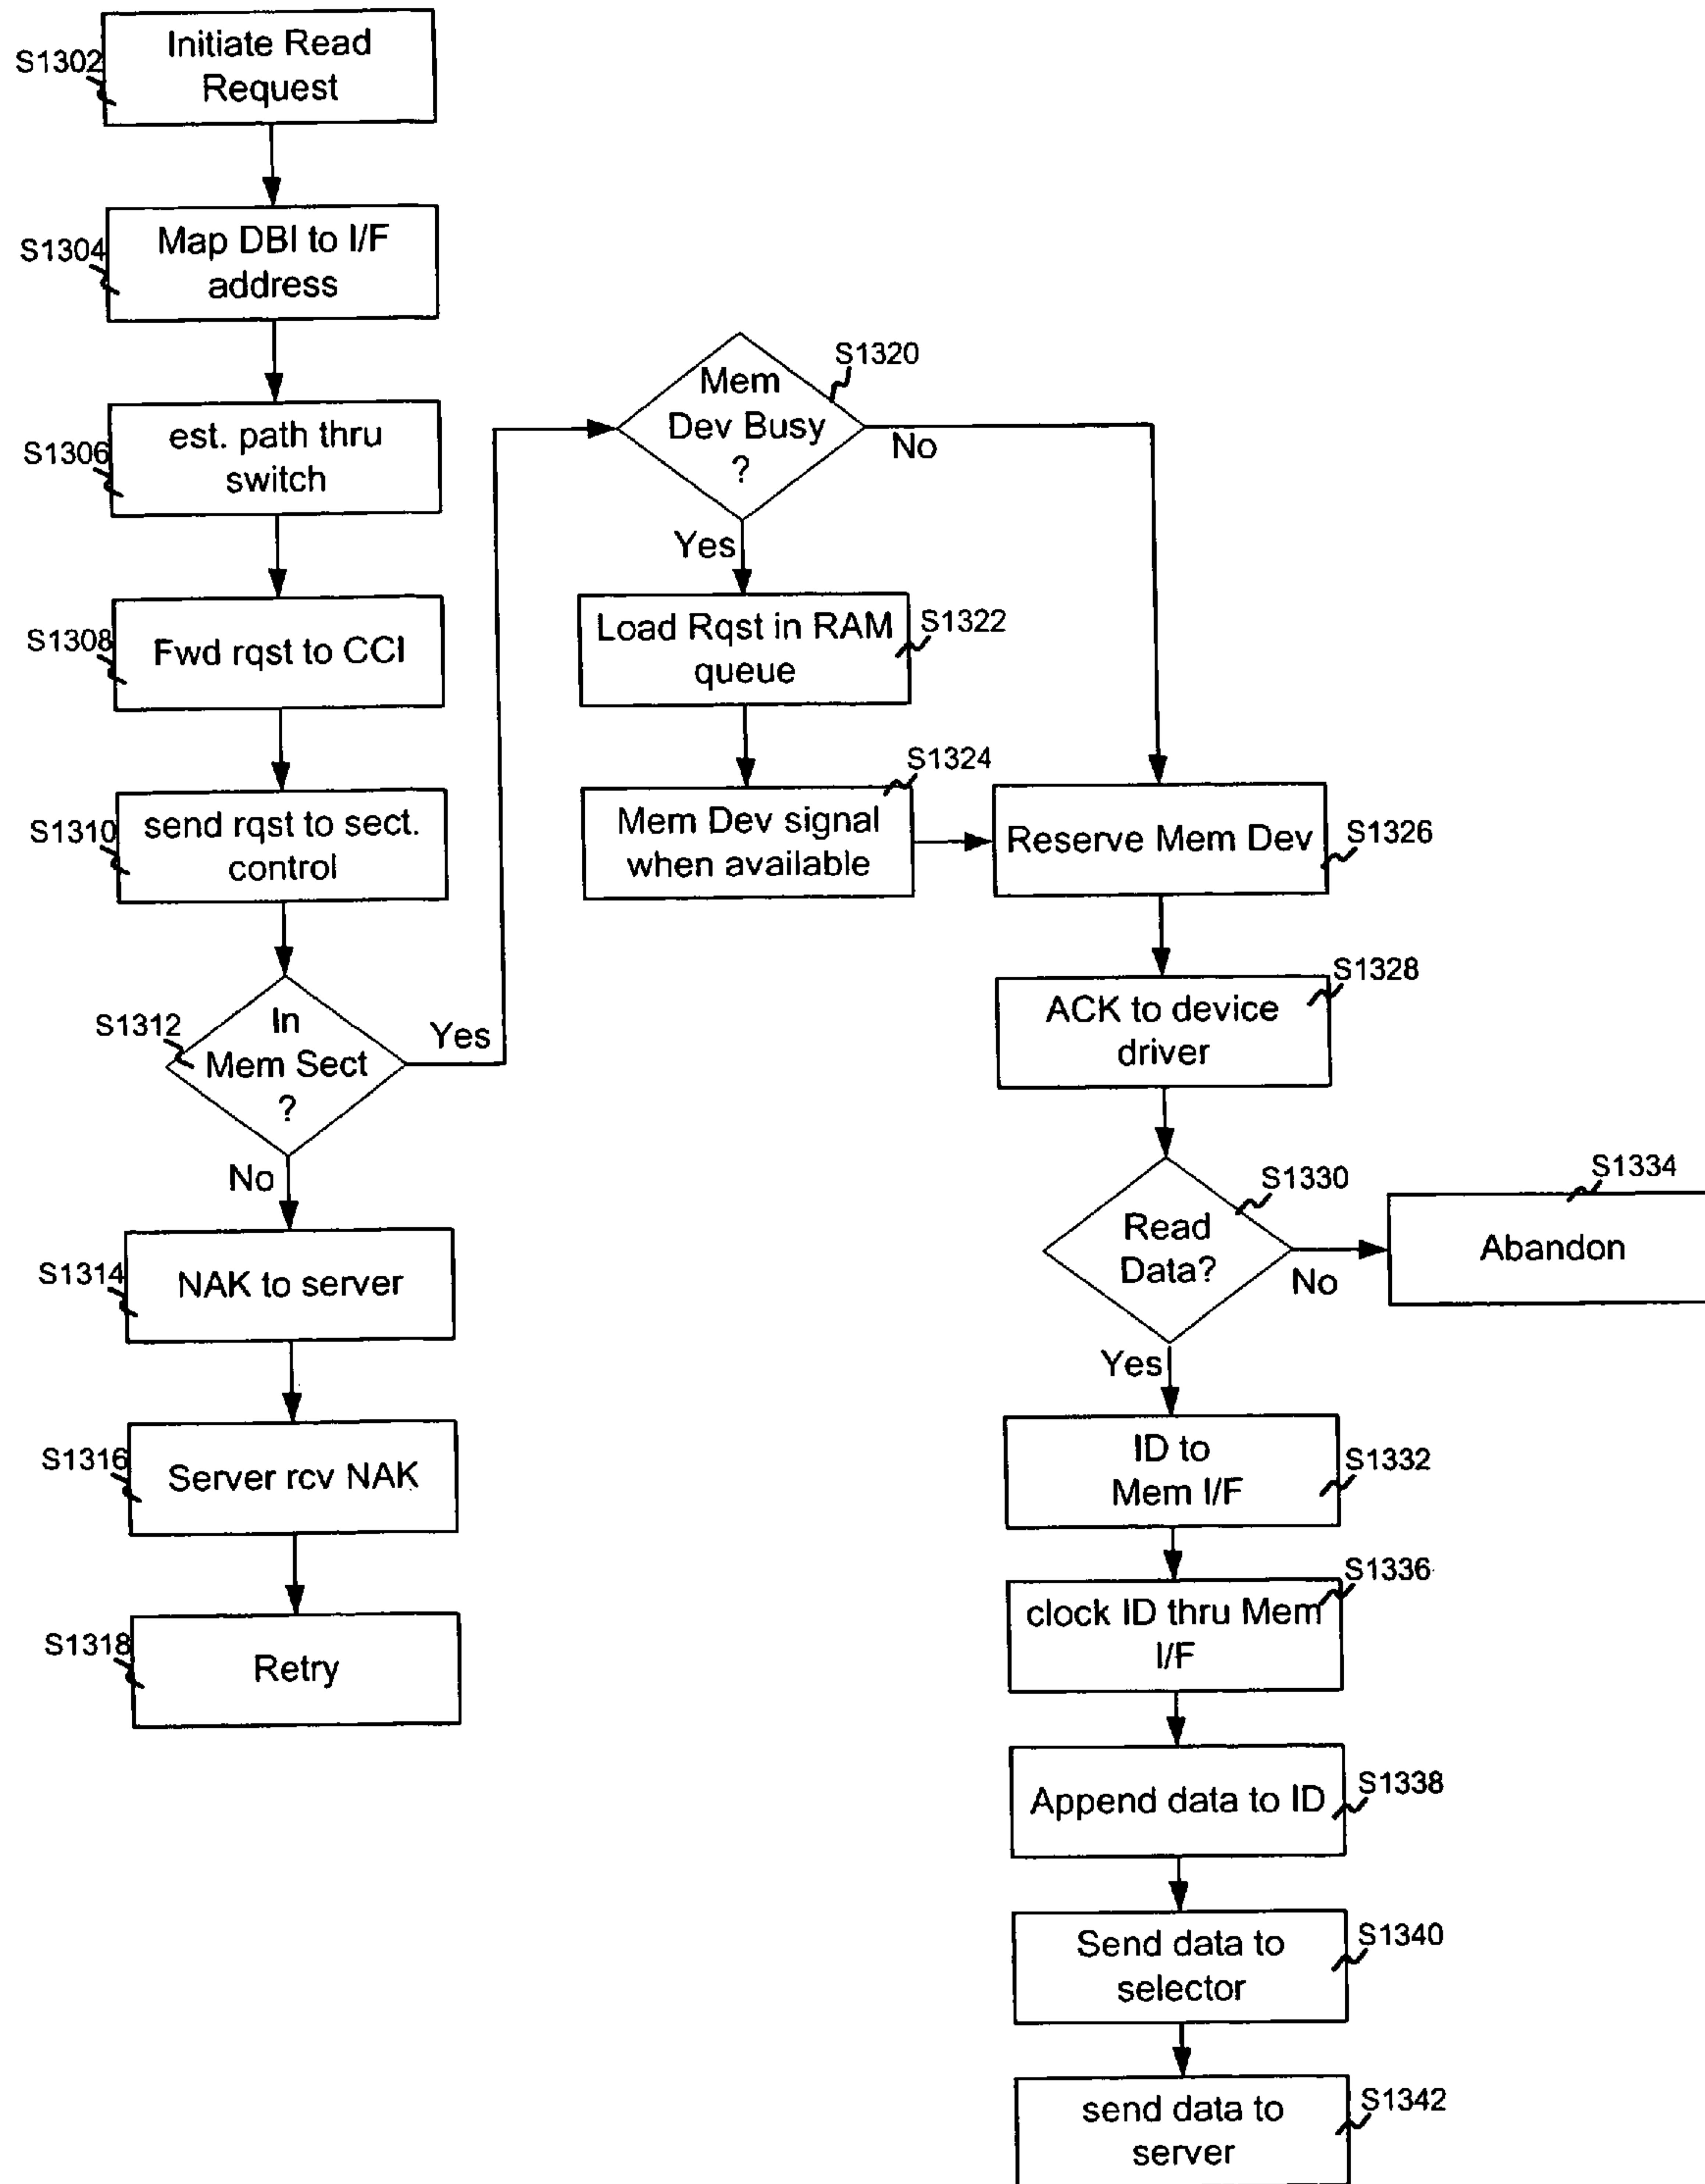 S1302
Initiate Read
Request
S1304
Map DBI to I/F
address
S1306
est. path thru
switch
S1308
Fwd rqst to CCI
S1310
send rqst to sect.
control
S1312
In
Mem Sect
?
Yes
No
S1314
NAK to server
S1316
Server rcv NAK
S1318
Retry
S1320
Mem
Dev Busy
?
No
Yes
Load Rqst in RAM
queue
S1322
S1324
Mem Dev signal
when available
Reserve Mem Dev
S1326
S1328
ACK to device
driver
S1330
Read
Data?
No
S1334
Abandon
Yes
ID to
Mem I/F
S1332
S1336
clock ID thru Mem
I/F
Append data to ID
S1338
Send data to
selector
S1340
send data to
server
S1342